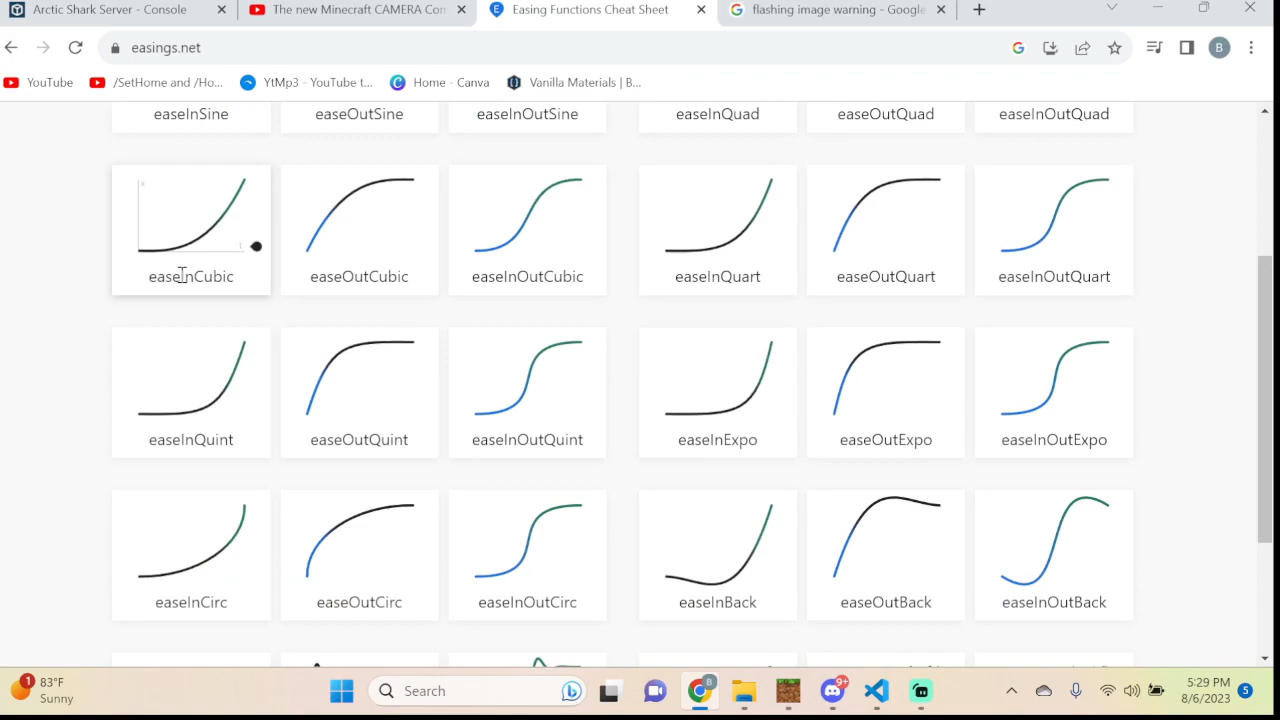 Arctic Shark Server - Console
The new Minecraft CAMERA Con
Easing Functions Cheat Sheet
flashing image warning - Google
easings.net
B
YouTube
/SetHome and /Ho...
YtMp3 - YouTube t...
Home - Canva
Vanilla Materials | B...
easeInSine
easeOutSine
easeInOutSine
easeInQuad
easeOutQuad
easeInOutQuad
x
t
easeInCubic
easeOutCubic
easeInOutCubic
easeInQuart
easeOutQuart
easeInOutQuart
easeInQuint
easeOutQuint
easeInOutQuint
easeInExpo
easeOutExpo
easeInOutExpo
easeInCirc
easeOutCirc
easeInOutCirc
easeInBack
easeOutBack
easeInOutBack
1
83°F
Sunny
Search
B
9+
5:29 PM
8/6/2023
5